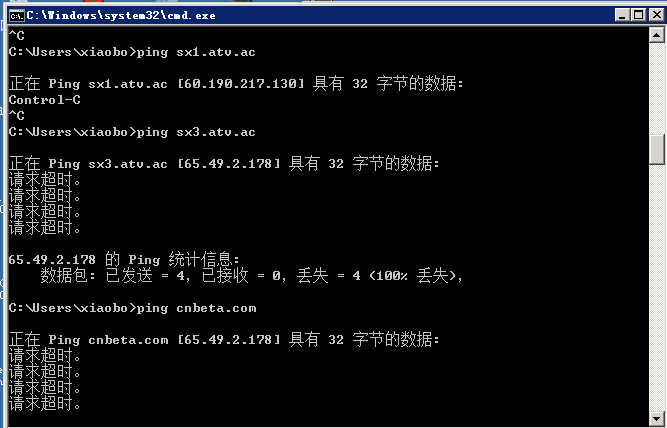 C:\Windows\system32\cmd.exe
^C
C:\Users\xiaobo>ping sx1.atv.ac
正在 Ping sx1.atv.ac [60.190.217.130] 具有 32 字节的数据:
Control-C
^C
C:\Users\xiaobo>ping sx3.atv.ac
正在 Ping sx3.atv.ac [65.49.2.178] 具有 32 字节的数据:
请求超时。
请求超时。
请求超时。
请求超时。
65.49.2.178 的 Ping 统计信息:
数据包: 已发送 = 4，已接收 = 0，丢失 = 4 (100% 丢失)，
C:\Users\xiaobo>ping cnbeta.com
正在 Ping cnbeta.com [65.49.2.178] 具有 32 字节的数据:
请求超时。
请求超时。
请求超时。
请求超时。